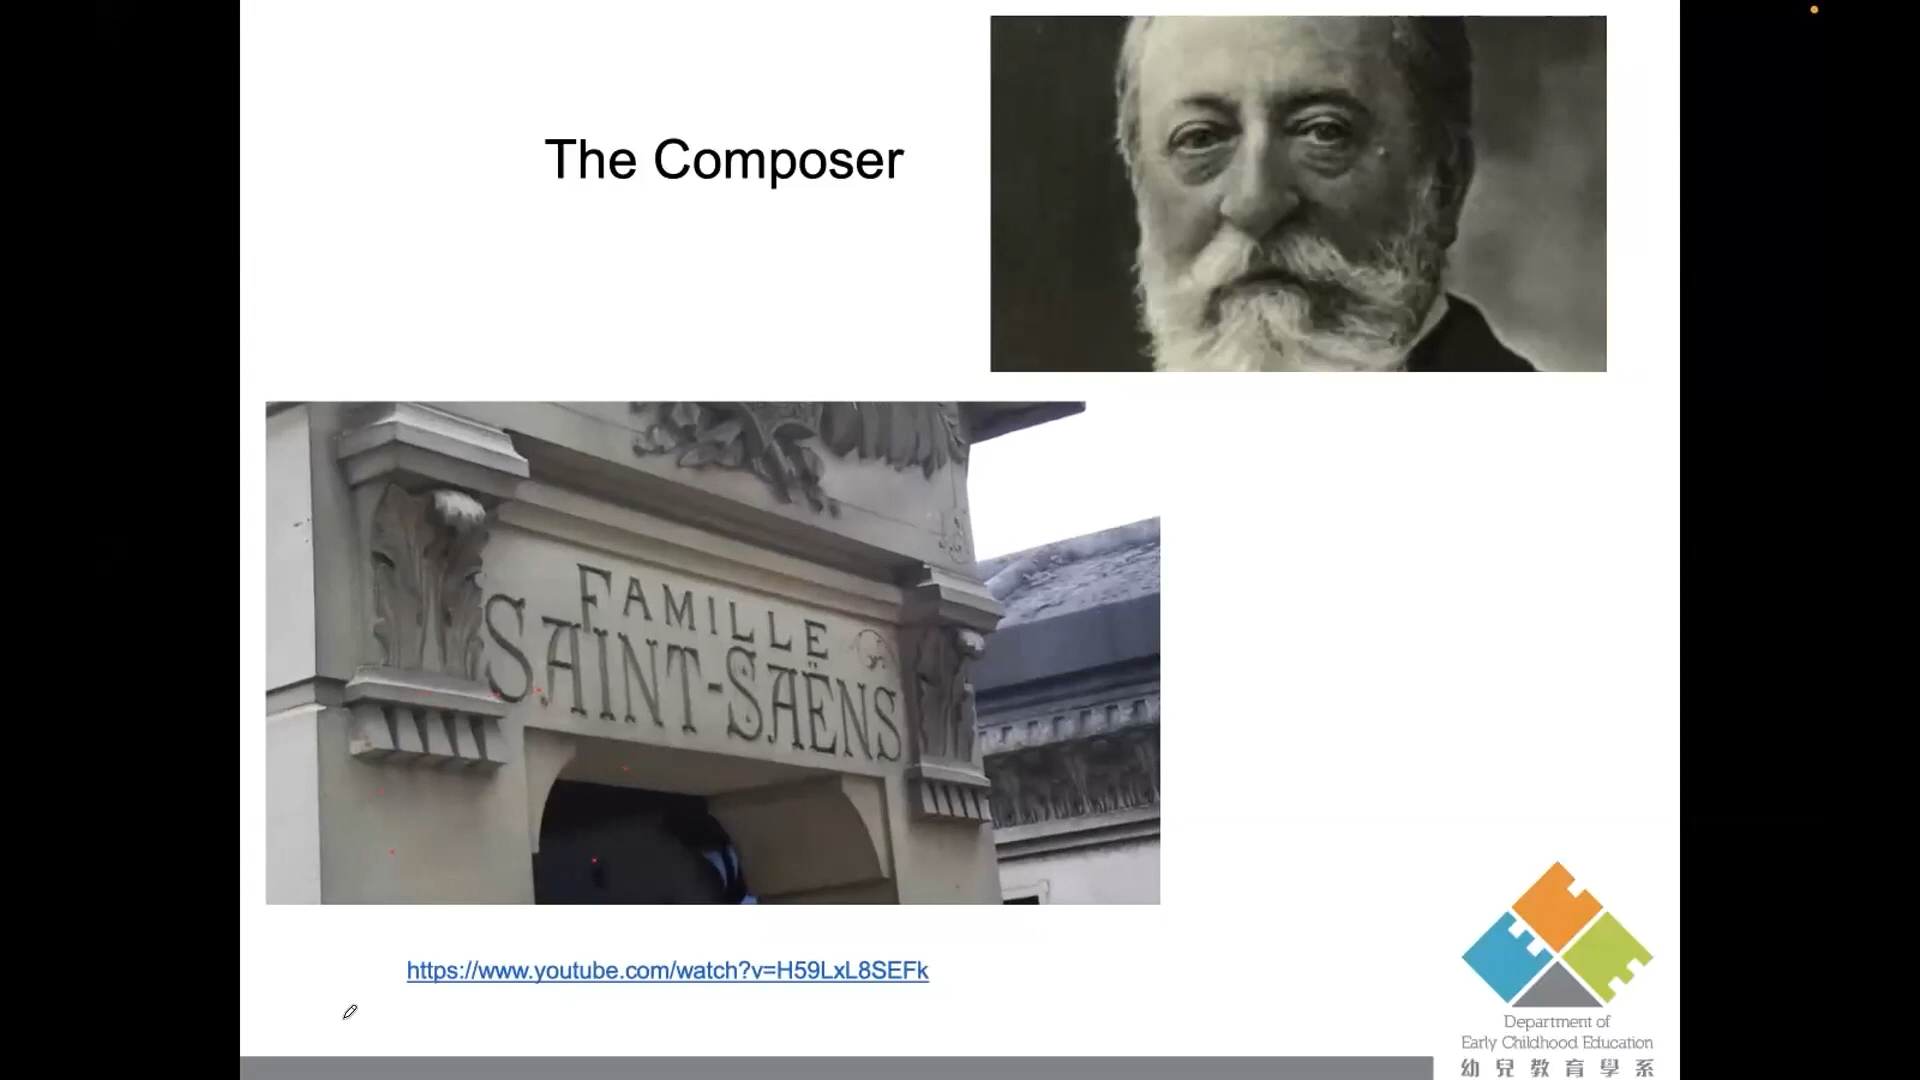 The Composer
FAMILLE
SAINT-SAËNS
https://www.youtube.com/watch?v=H59LxL8SEFk
Department of
Early Childhood Education
幼兒教育學系